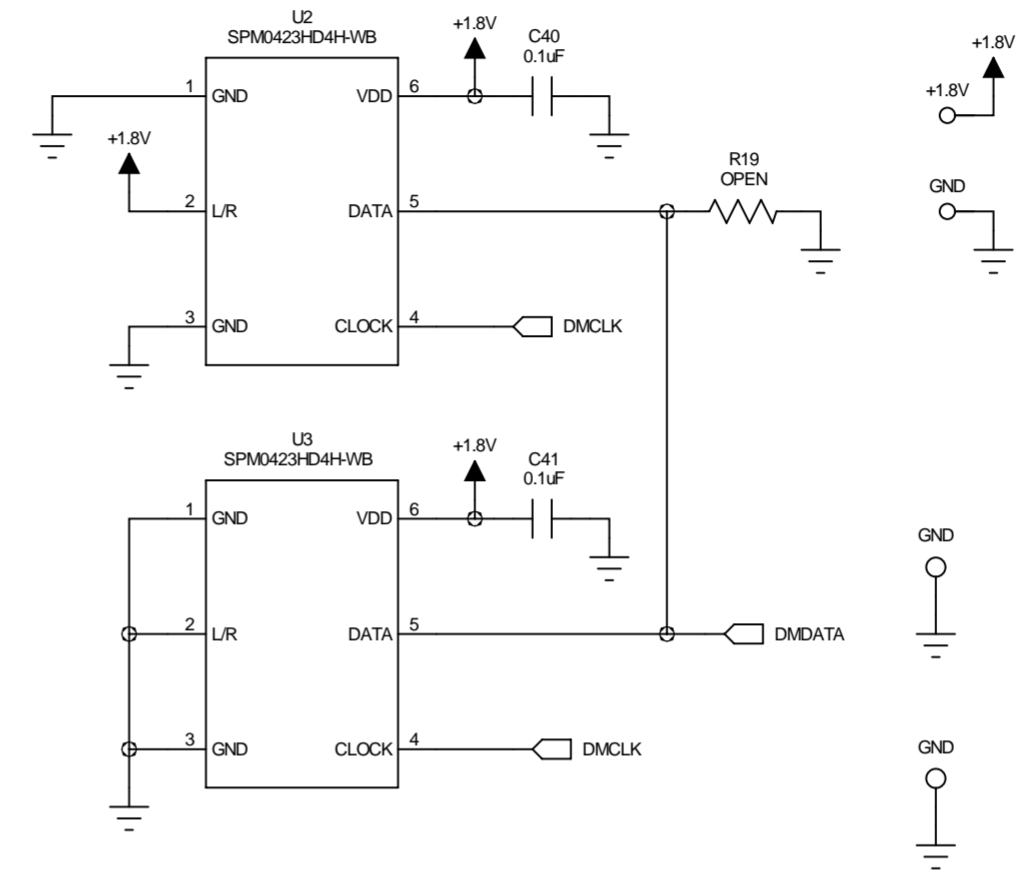 U2
SPM0423HD4H-WB
1 GND
VDD 6
+1.8V
C40
0.1uF
+1.8V
2 L/R
DATA 5
R19
OPEN
3 GND
CLOCK 4
DMCLK
+1.8V
+1.8V
GND
U3
SPM0423HD4H-WB
1 GND
VDD 6
+1.8V
C41
0.1uF
2 L/R
DATA 5
DMDATA
3 GND
CLOCK 4
DMCLK
GND
GND